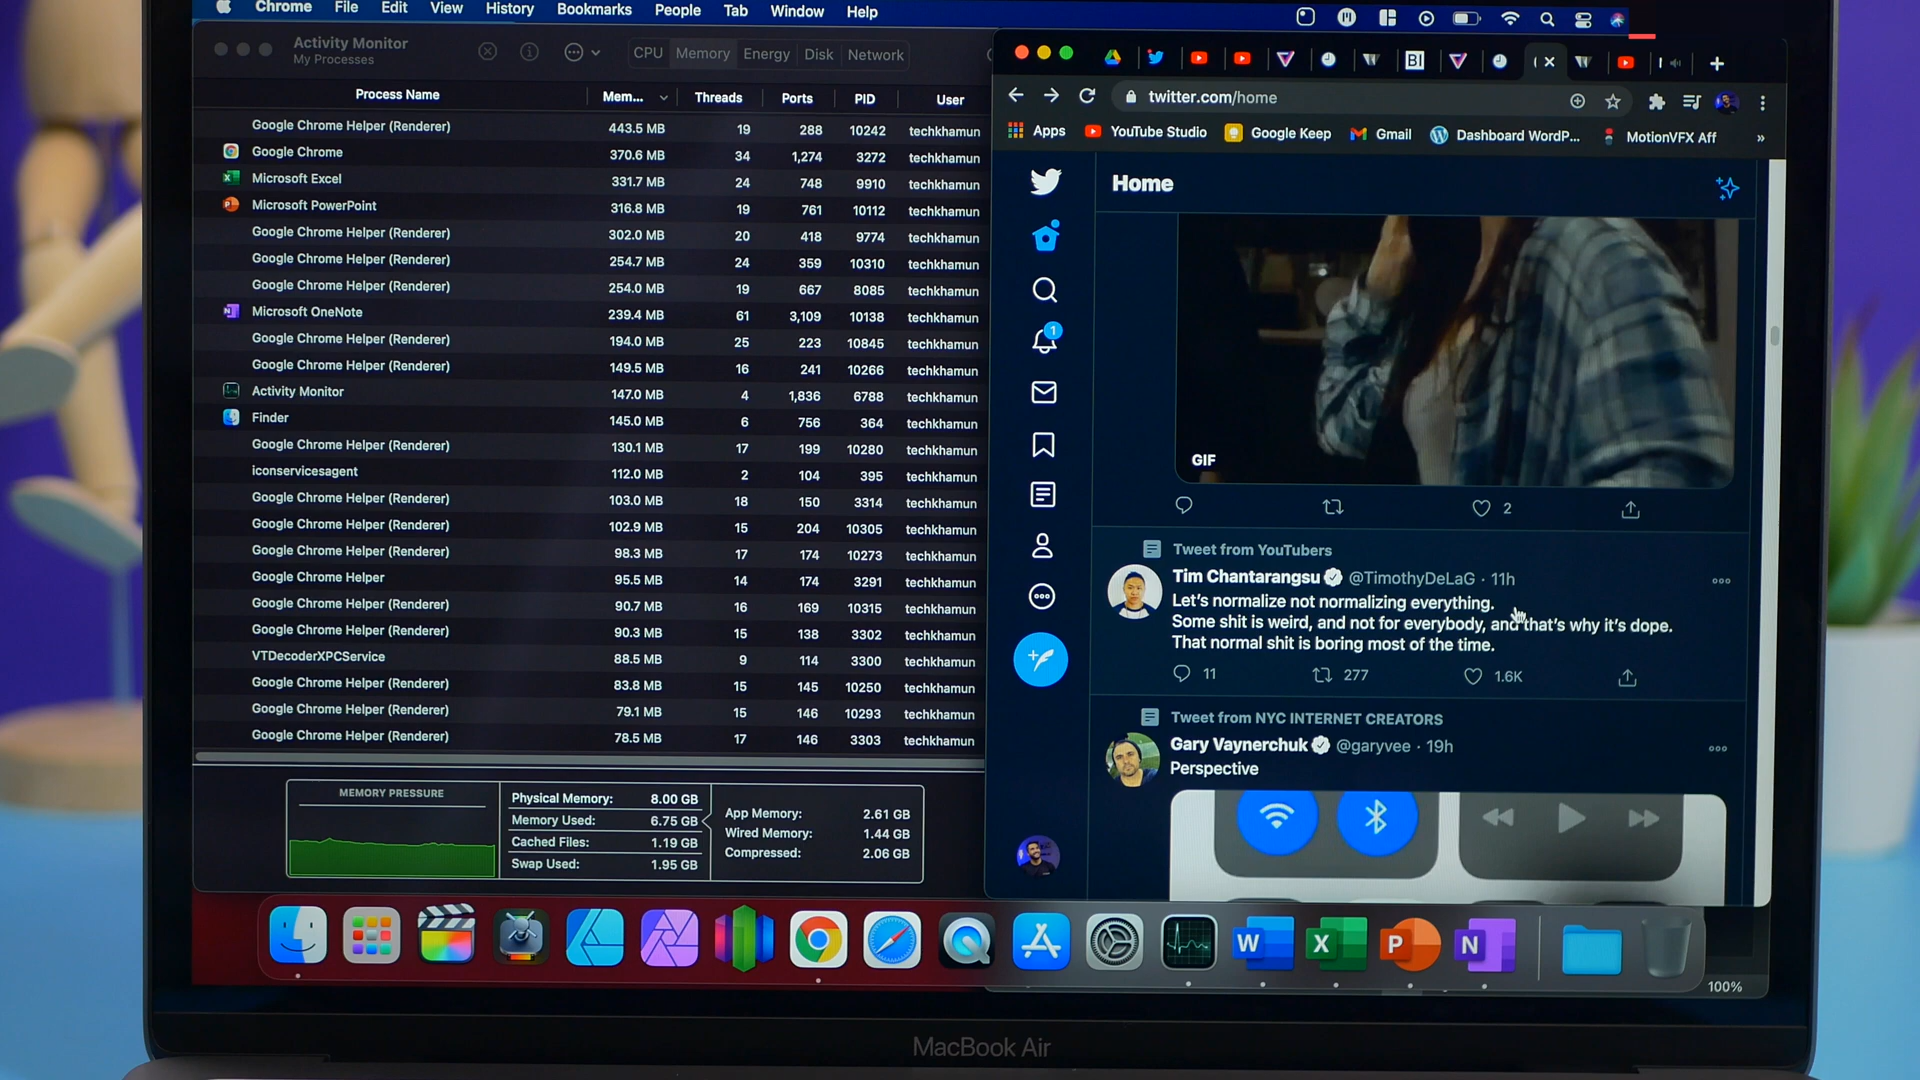 Chrome File Edit View History Bookmarks People Tab Window Help
Activity Monitor
My Processes
CPU Memory Energy Disk Network
Process Name Mem... Threads Ports PID User
Google Chrome Helper (Renderer) 443.5 MB 19 288 10242 techkhamun
Google Chrome 370.6 MB 34 1,274 3272 techkhamun
Microsoft Excel 331.7 MB 24 748 9910 techkhamun
Microsoft PowerPoint 316.8 MB 19 761 10112 techkhamun
Google Chrome Helper (Renderer) 302.0 MB 20 418 9774 techkhamun
Google Chrome Helper (Renderer) 254.7 MB 24 359 10310 techkhamun
Google Chrome Helper (Renderer) 254.0 MB 19 667 8085 techkhamun
Microsoft OneNote 239.4 MB 61 3,109 10138 techkhamun
Google Chrome Helper (Renderer) 194.0 MB 25 223 10845 techkhamun
Google Chrome Helper (Renderer) 149.5 MB 16 241 10266 techkhamun
Activity Monitor 147.0 MB 4 1,836 6788 techkhamun
Finder 145.0 MB 6 756 364 techkhamun
Google Chrome Helper (Renderer) 130.1 MB 17 199 10280 techkhamun
iconservicesagent 112.0 MB 2 104 395 techkhamun
Google Chrome Helper (Renderer) 103.0 MB 18 150 3314 techkhamun
Google Chrome Helper (Renderer) 102.9 MB 15 204 10305 techkhamun
Google Chrome Helper (Renderer) 98.3 MB 17 174 10273 techkhamun
Google Chrome Helper 95.5 MB 14 174 3291 techkhamun
Google Chrome Helper (Renderer) 90.7 MB 16 169 10315 techkhamun
Google Chrome Helper (Renderer) 90.3 MB 15 138 3302 techkhamun
VTDecoderXPCService 88.5 MB 9 114 3300 techkhamun
Google Chrome Helper (Renderer) 83.8 MB 15 145 10250 techkhamun
Google Chrome Helper (Renderer) 79.1 MB 15 146 10293 techkhamun
Google Chrome Helper (Renderer) 78.5 MB 17 146 3303 techkhamun
MEMORY PRESSURE
Physical Memory: 8.00 GB
Memory Used: 6.75 GB
Cached Files: 1.19 GB
Swap Used: 1.95 GB
App Memory: 2.61 GB
Wired Memory: 1.44 GB
Compressed: 2.06 GB
BI
twitter.com/home
Apps YouTube Studio Google Keep Gmail Dashboard WordP... MotionVFX Aff »
Home
GIF
2
1
Tweet from YouTubers
Tim Chantarangsu @TimothyDeLaG · 11h
Let's normalize not normalizing everything.
Some shit is weird, and not for everybody, and that's why it's dope.
That normal shit is boring most of the time.
11 277 1.6K
Tweet from NYC INTERNET CREATORS
Gary Vaynerchuk @garyvee · 19h
Perspective
W X P N
100%
MacBook Air